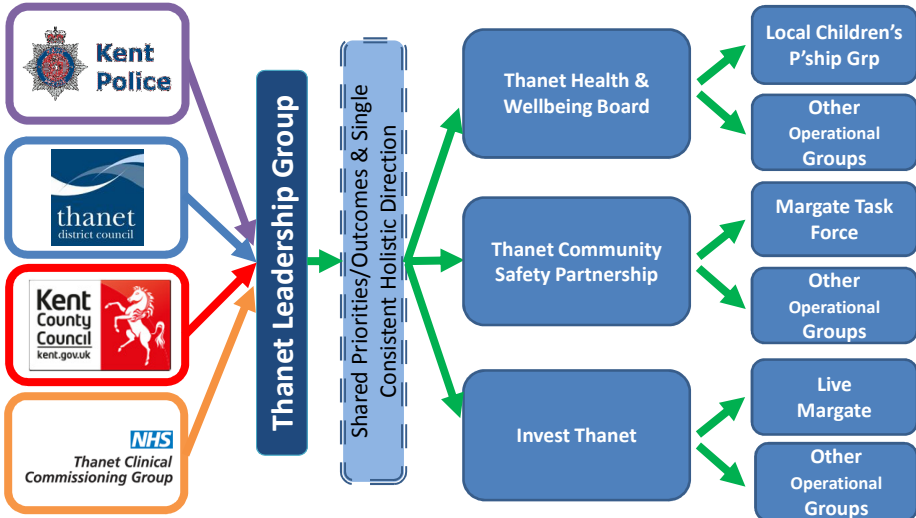 Kent
Police
thanet
district council
Kent
County
Council
kent.gov.uk
NHS
Thanet Clinical
Commissioning Group
Thanet Leadership Group
Shared Priorities/Outcomes & Single
Consistent Holistic Direction
Thanet Health &
Wellbeing Board
Local Children’s
P’ship Grp
Other
Operational
Groups
Thanet Community
Safety Partnership
Margate Task
Force
Other
Operational
Groups
Invest Thanet
Live
Margate
Other
Operational
Groups